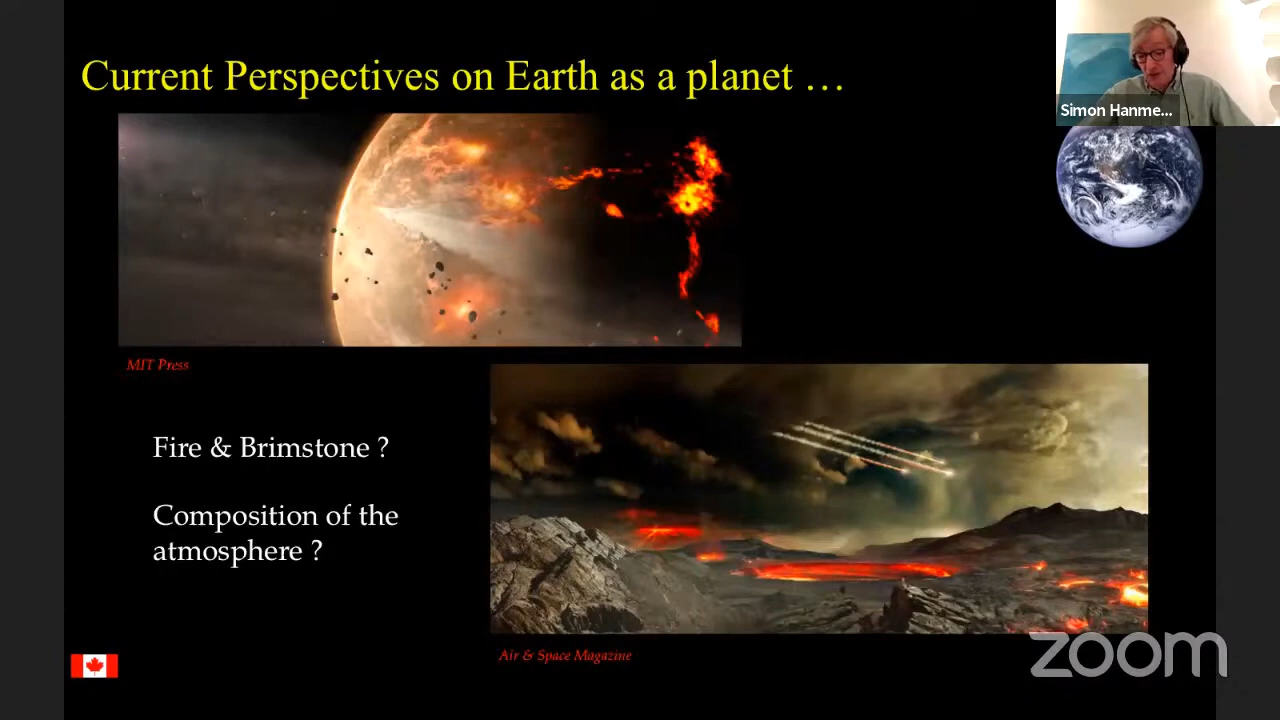 Current Perspectives on Earth as a planet …
Simon Hanme...
MIT Press
Fire & Brimstone ?
Composition of the
atmosphere ?
Air & Space Magazine
zoom